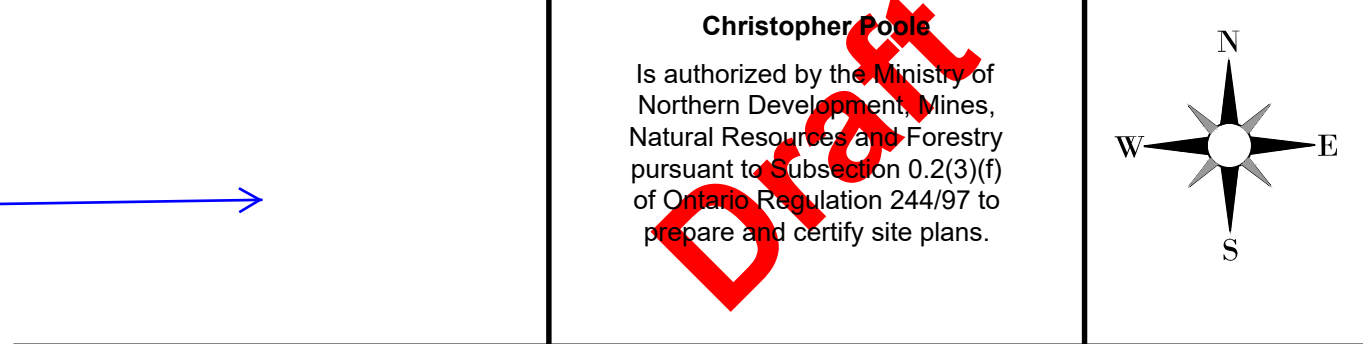 Christopher Poole
Is authorized by the Ministry of
Northern Development, Mines,
Natural Resources and Forestry
pursuant to Subsection 0.2(3)(f)
of Ontario Regulation 244/97 to
prepare and certify site plans.
Draft
N
W E
S